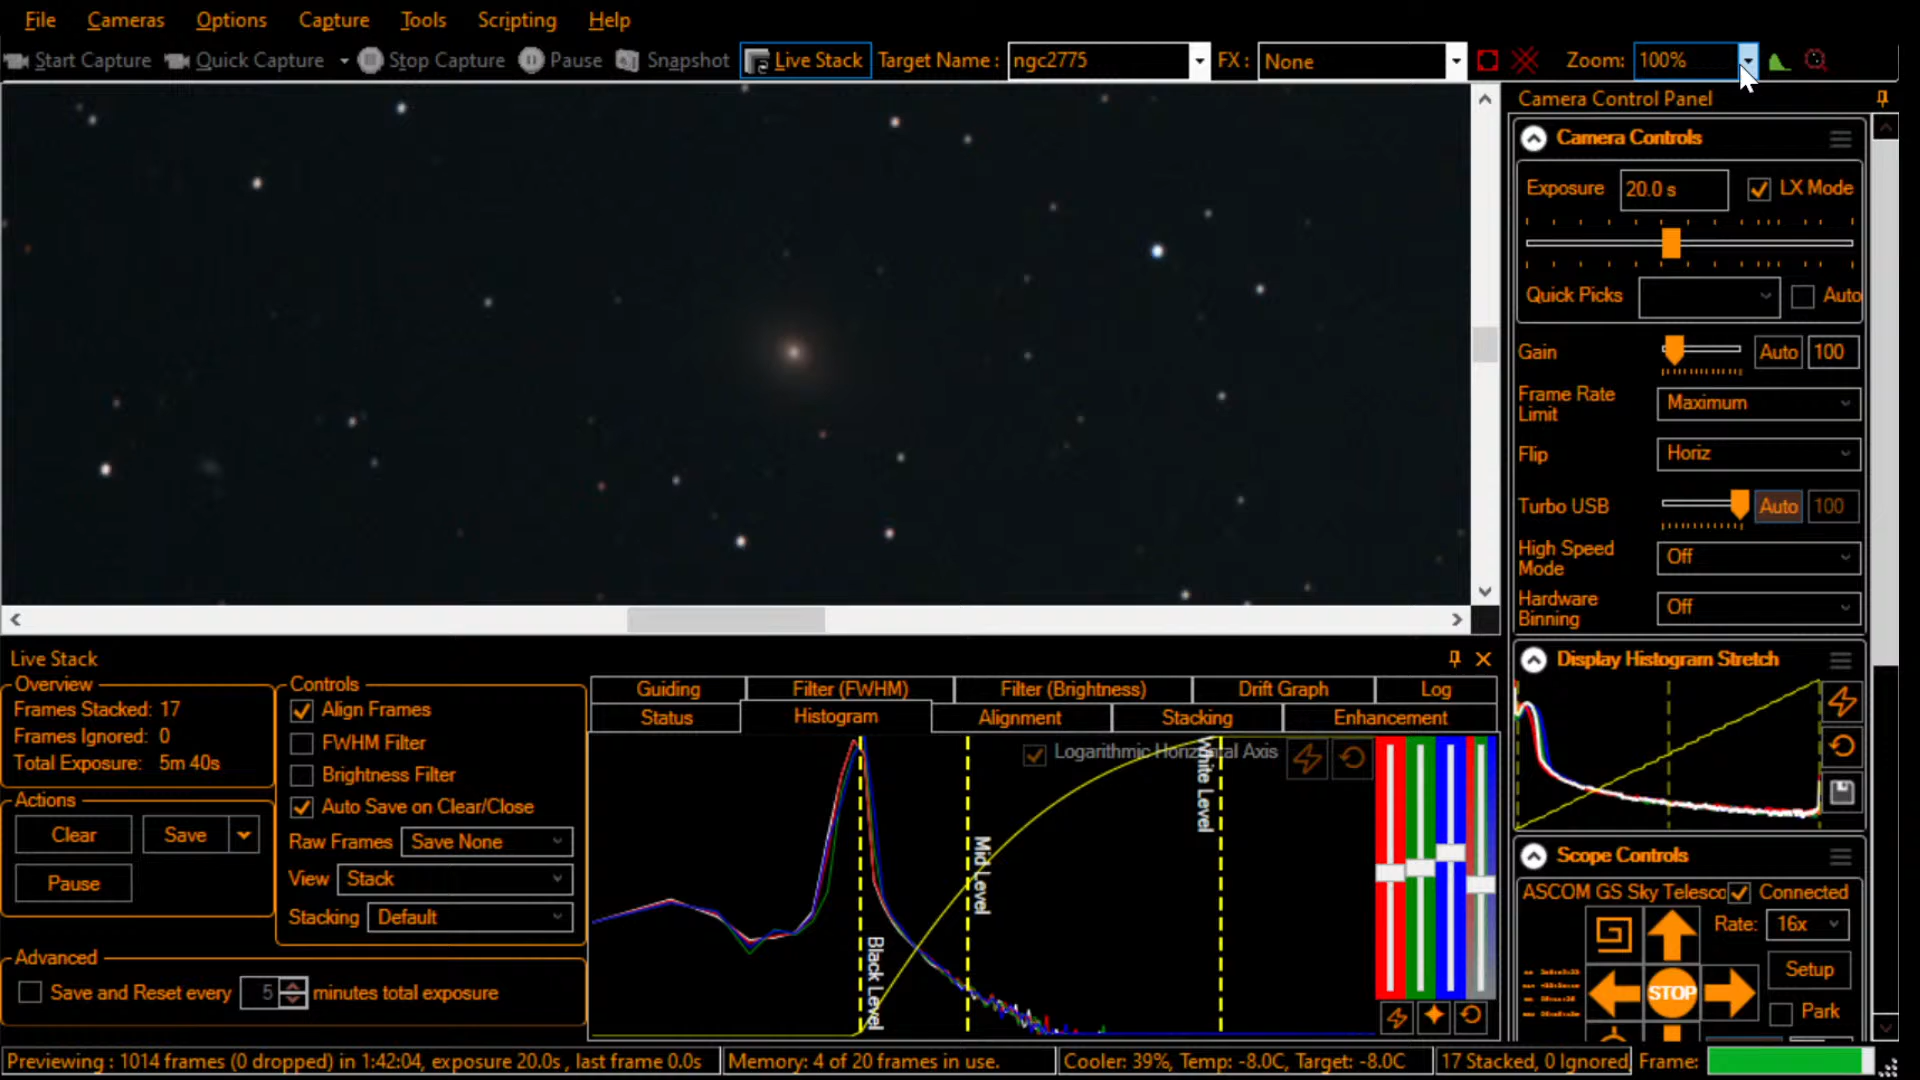 File Cameras Options Capture Tools Scripting Help
Start Capture Quick Capture Stop Capture Pause Snapshot Live Stack Target Name : ngc2775 FX : None Zoom: 100%
Camera Control Panel
Camera Controls
Exposure 20.0 s LX Mode
Quick Picks Auto
Gain Auto 100
Frame Rate Limit Maximum
Flip Horiz
Turbo USB Auto 100
High Speed Mode Off
Hardware Binning Off
Display Histogram Stretch
Scope Controls
ASCOM GS Sky Telesco Connected
Rate: 16x
Setup
STOP
Park
Live Stack
Overview
Frames Stacked: 17
Frames Ignored: 0
Total Exposure: 5m 40s
Actions
Clear Save
Pause
Controls
Align Frames
FWHM Filter
Brightness Filter
Auto Save on Clear/Close
Raw Frames Save None
View Stack
Stacking Default
Advanced
Save and Reset every 5 minutes total exposure
Guiding Filter (FWHM) Filter (Brightness) Drift Graph Log
Status Histogram Alignment Stacking Enhancement
Logarithmic Horizontal Axis
Black Level
Mid Level
White Level
Previewing : 1014 frames (0 dropped) in 1:42:04, exposure 20.0s , last frame 0.0s Memory: 4 of 20 frames in use. Cooler: 39%, Temp: -8.0C, Target: -8.0C 17 Stacked, 0 Ignored Frame: